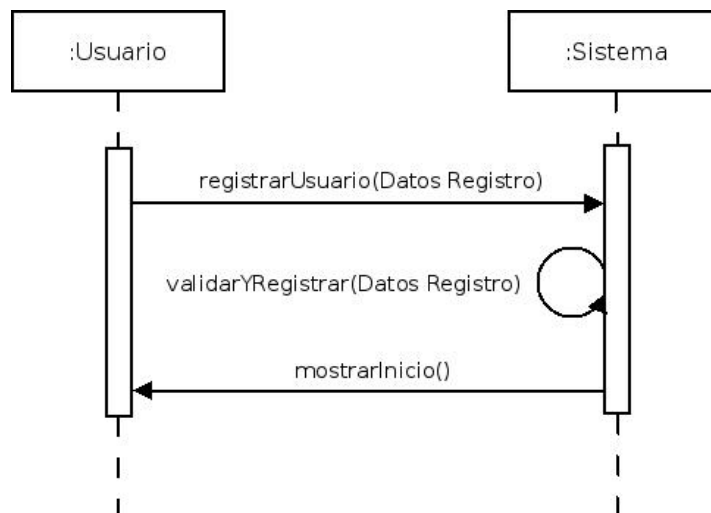 :Usuario
:Sistema
registrarUsuario(Datos Registro)
validarYRegistrar(Datos Registro)
mostrarInicio()